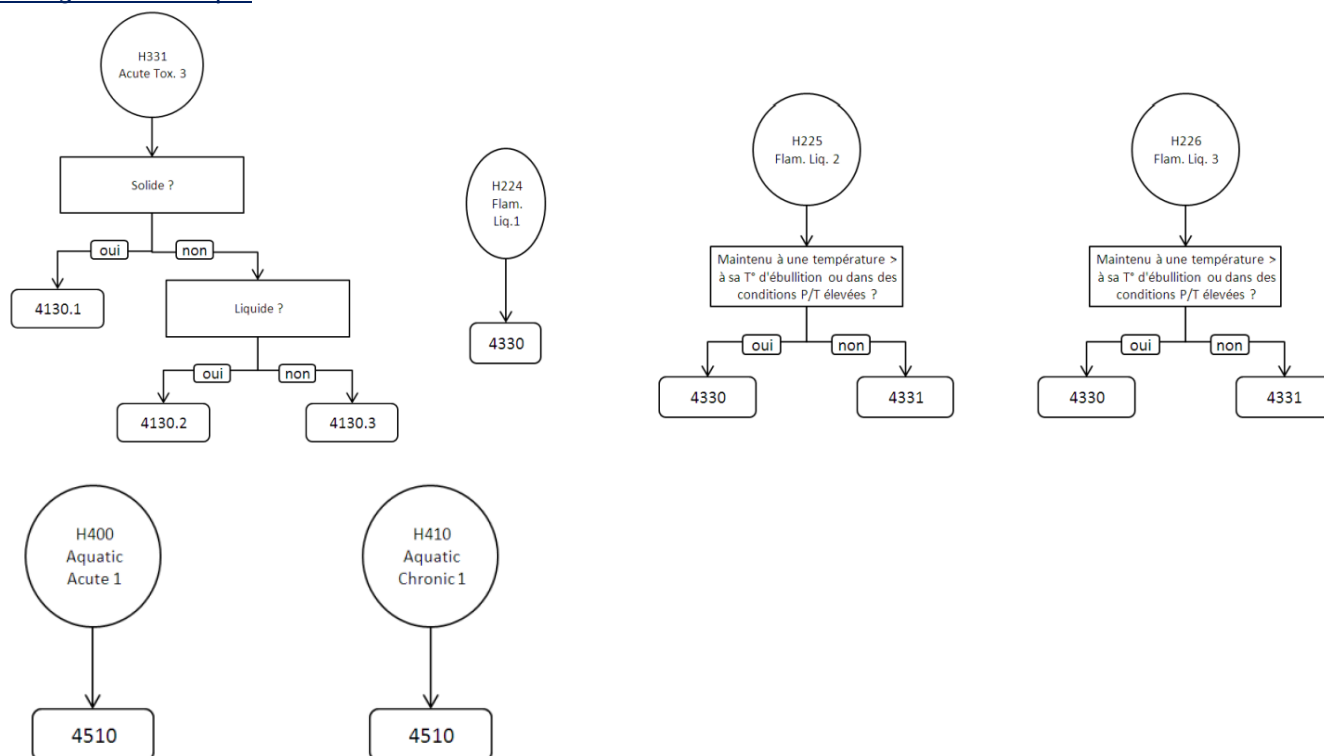 H331
Acute Tox. 3
Solide ?
oui
non
4130.1
Liquide ?
oui
non
4130.2
4130.3
H224
Flam.
Liq.1
4330
H225
Flam. Liq. 2
Maintenu à une température >
à sa T° d'ébullition ou dans des
conditions P/T élevées ?
oui
non
4330
4331
H226
Flam. Liq. 3
Maintenu à une température >
à sa T° d'ébullition ou dans des
conditions P/T élevées ?
oui
non
4330
4331
H400
Aquatic
Acute 1
4510
H410
Aquatic
Chronic 1
4510